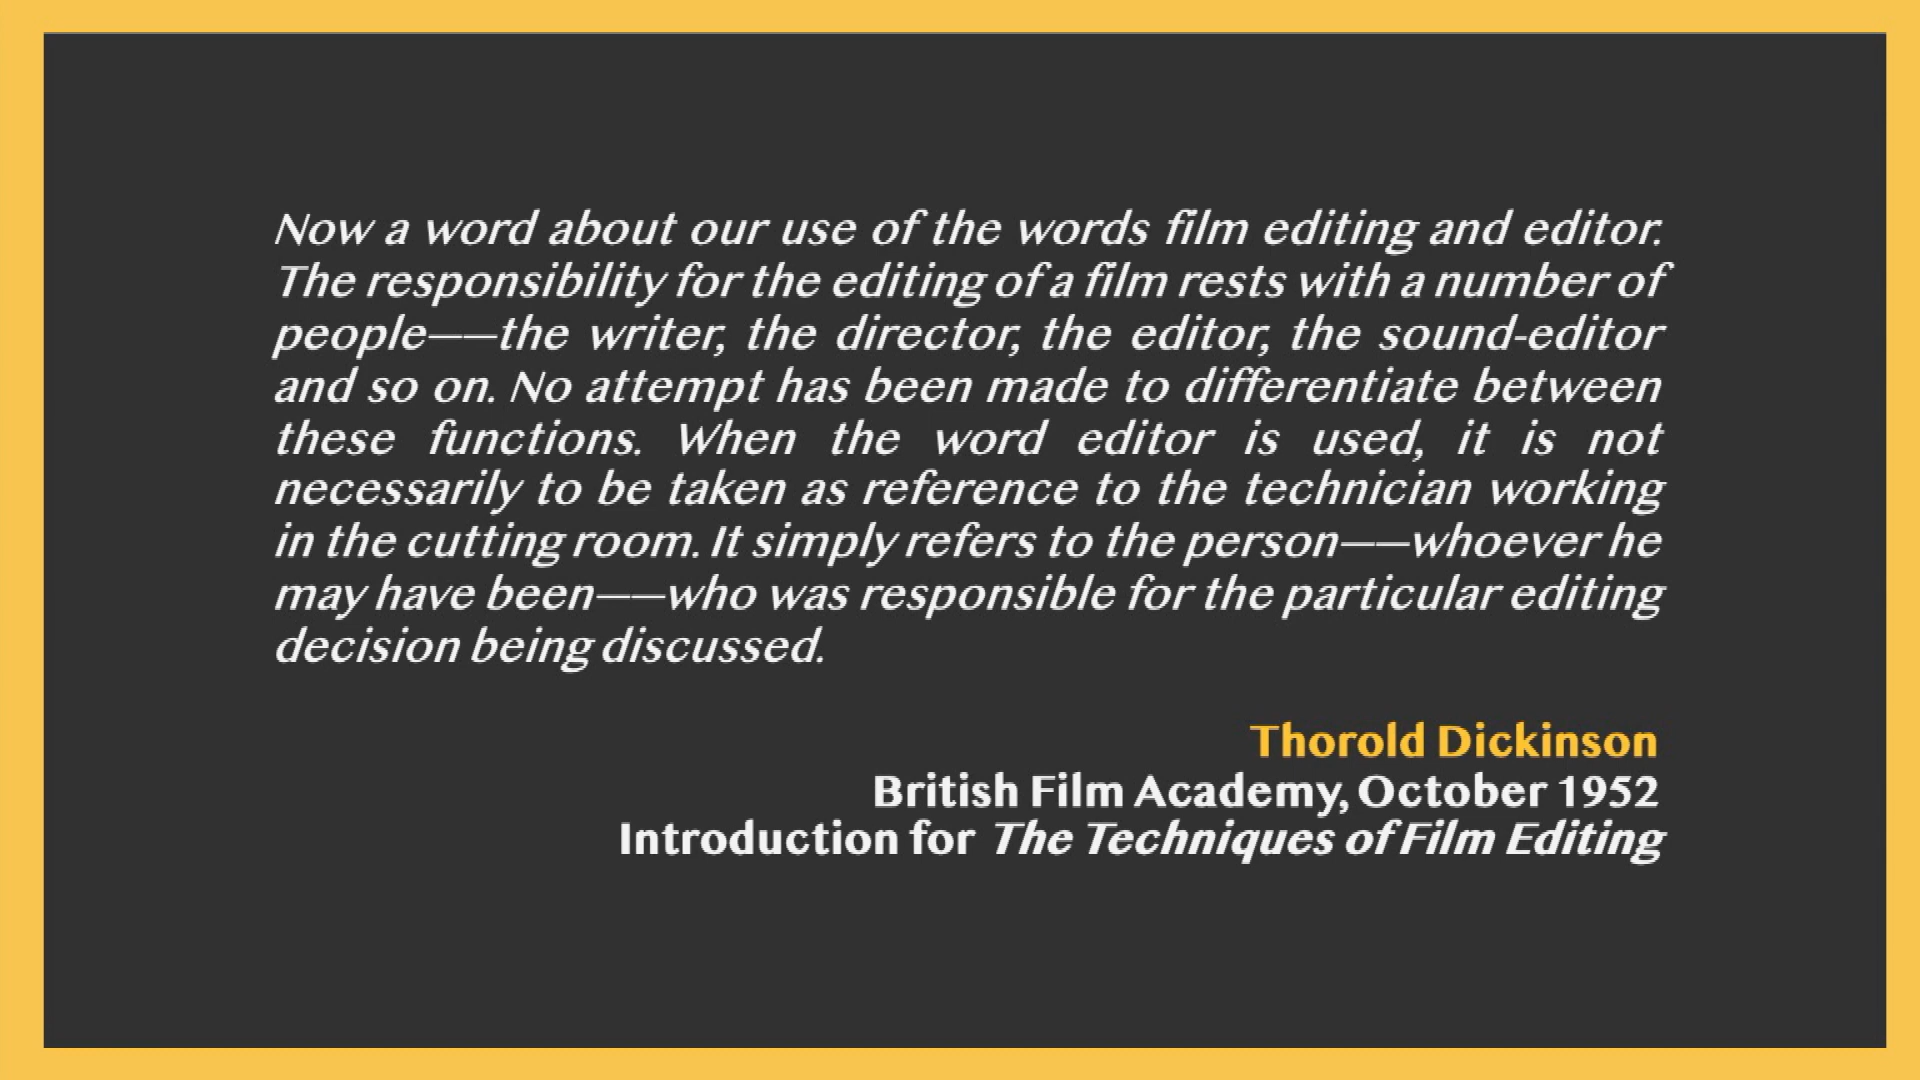 Now a word about our use of the words film editing and editor.
The responsibility for the editing of a film rests with a number of
people——the writer, the director, the editor, the sound-editor
and so on. No attempt has been made to differentiate between
these functions. When the word editor is used, it is not
necessarily to be taken as reference to the technician working
in the cutting room. It simply refers to the person——whoever he
may have been——who was responsible for the particular editing
decision being discussed.
Thorold Dickinson
British Film Academy, October 1952
Introduction for The Techniques of Film Editing